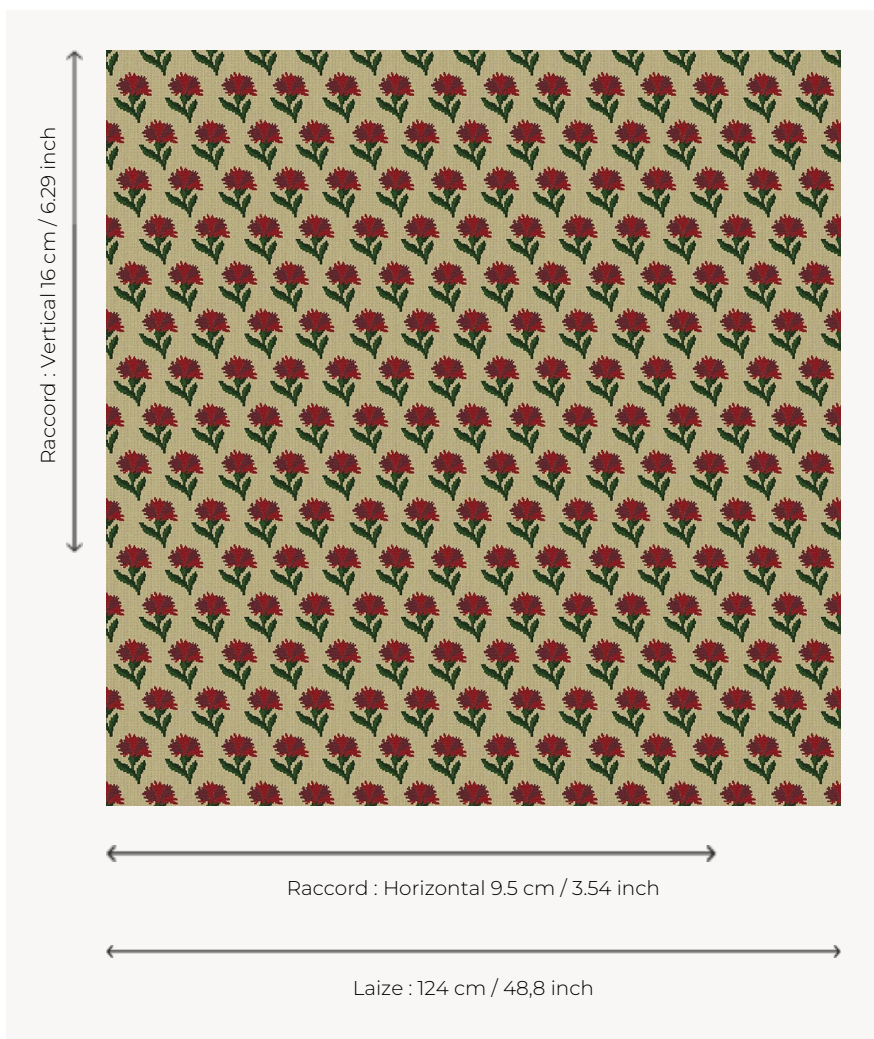 Raccord : Vertical 16 cm / 6.29 inch
Raccord : Horizontal 9.5 cm / 3.54 inch
Laize : 124 cm / 48,8 inch